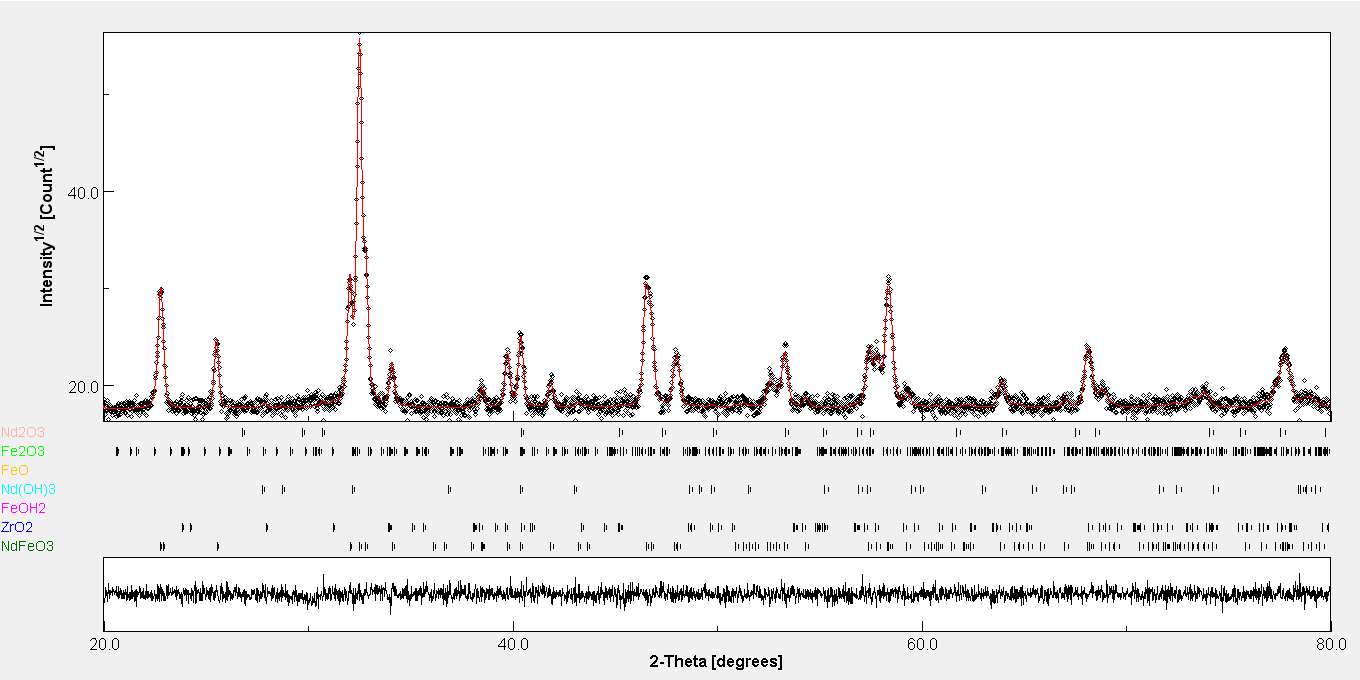 Intensity1/2 [Count1/2]
40.0
20.0
Nd2O3
Fe2O3
FeO
Nd(OH)3
FeOH2
ZrO2
NdFeO3
20.0 40.0 60.0 80.0
2-Theta [degrees]